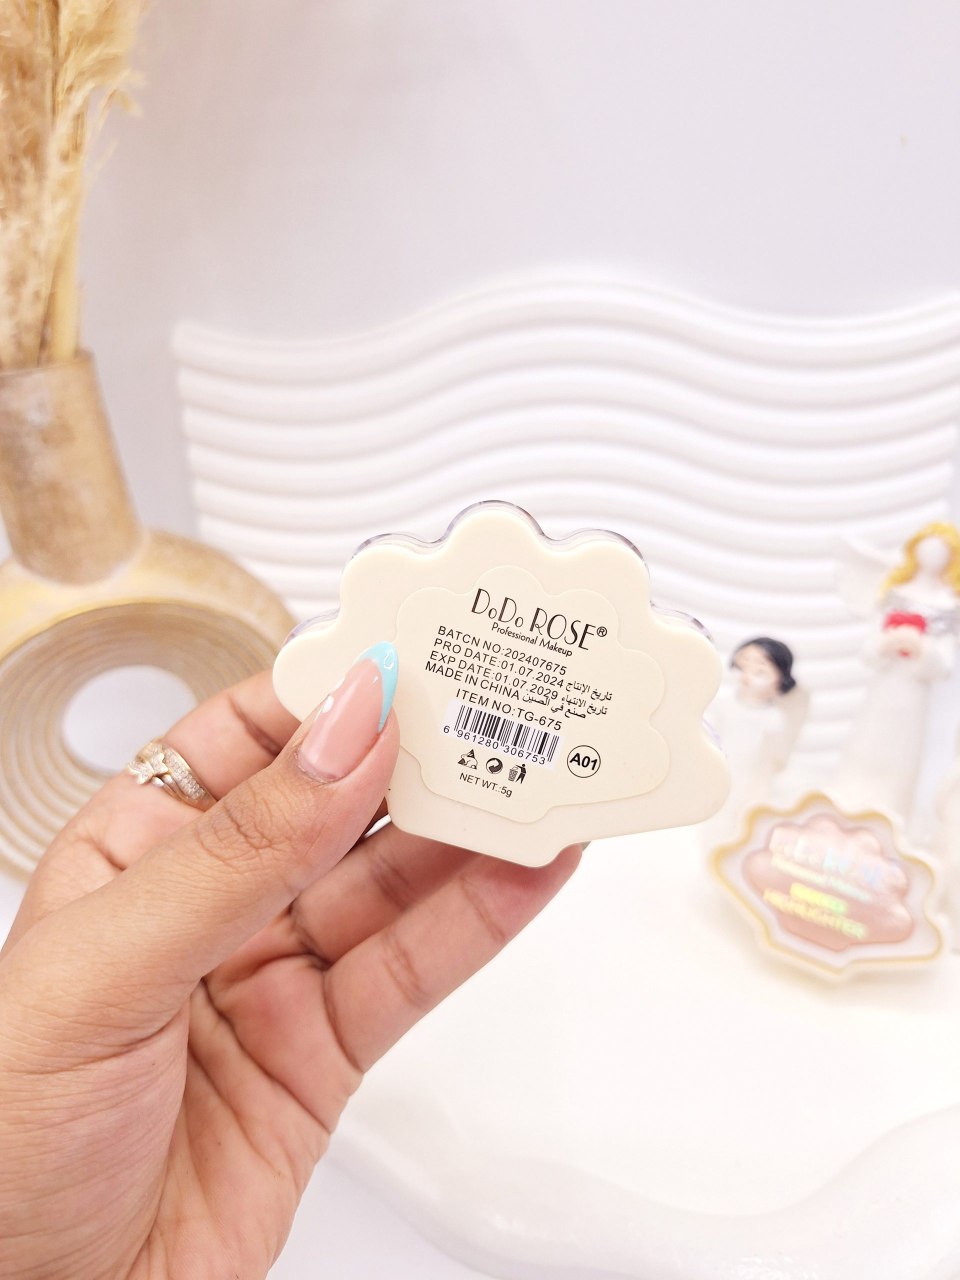 DoDo ROSE®
Professional Makeup
BATCN NO:202407675
PRO DATE:01.07.2024 تاريخ الإنتاج
EXP DATE:01.07.2029 تاريخ الانتهاء
MADE IN CHINA صنع في الصين
ITEM NO:TG-675
6 961280 306753
A01
NET WT.:5g
HIGHLIGHTER